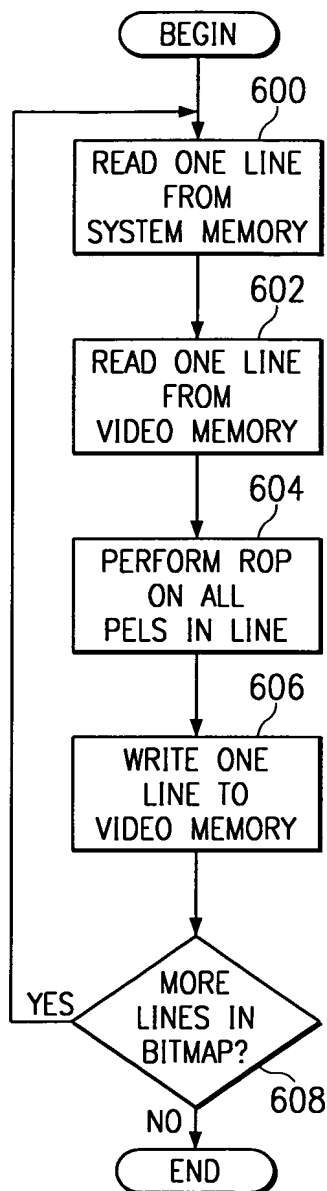 BEGIN
600
READ ONE LINE
FROM
SYSTEM MEMORY
602
READ ONE LINE
FROM
VIDEO MEMORY
604
PERFORM ROP
ON ALL
PELS IN LINE
606
WRITE ONE
LINE TO
VIDEO MEMORY
MORE
LINES IN
BITMAP?
YES
608
NO
END